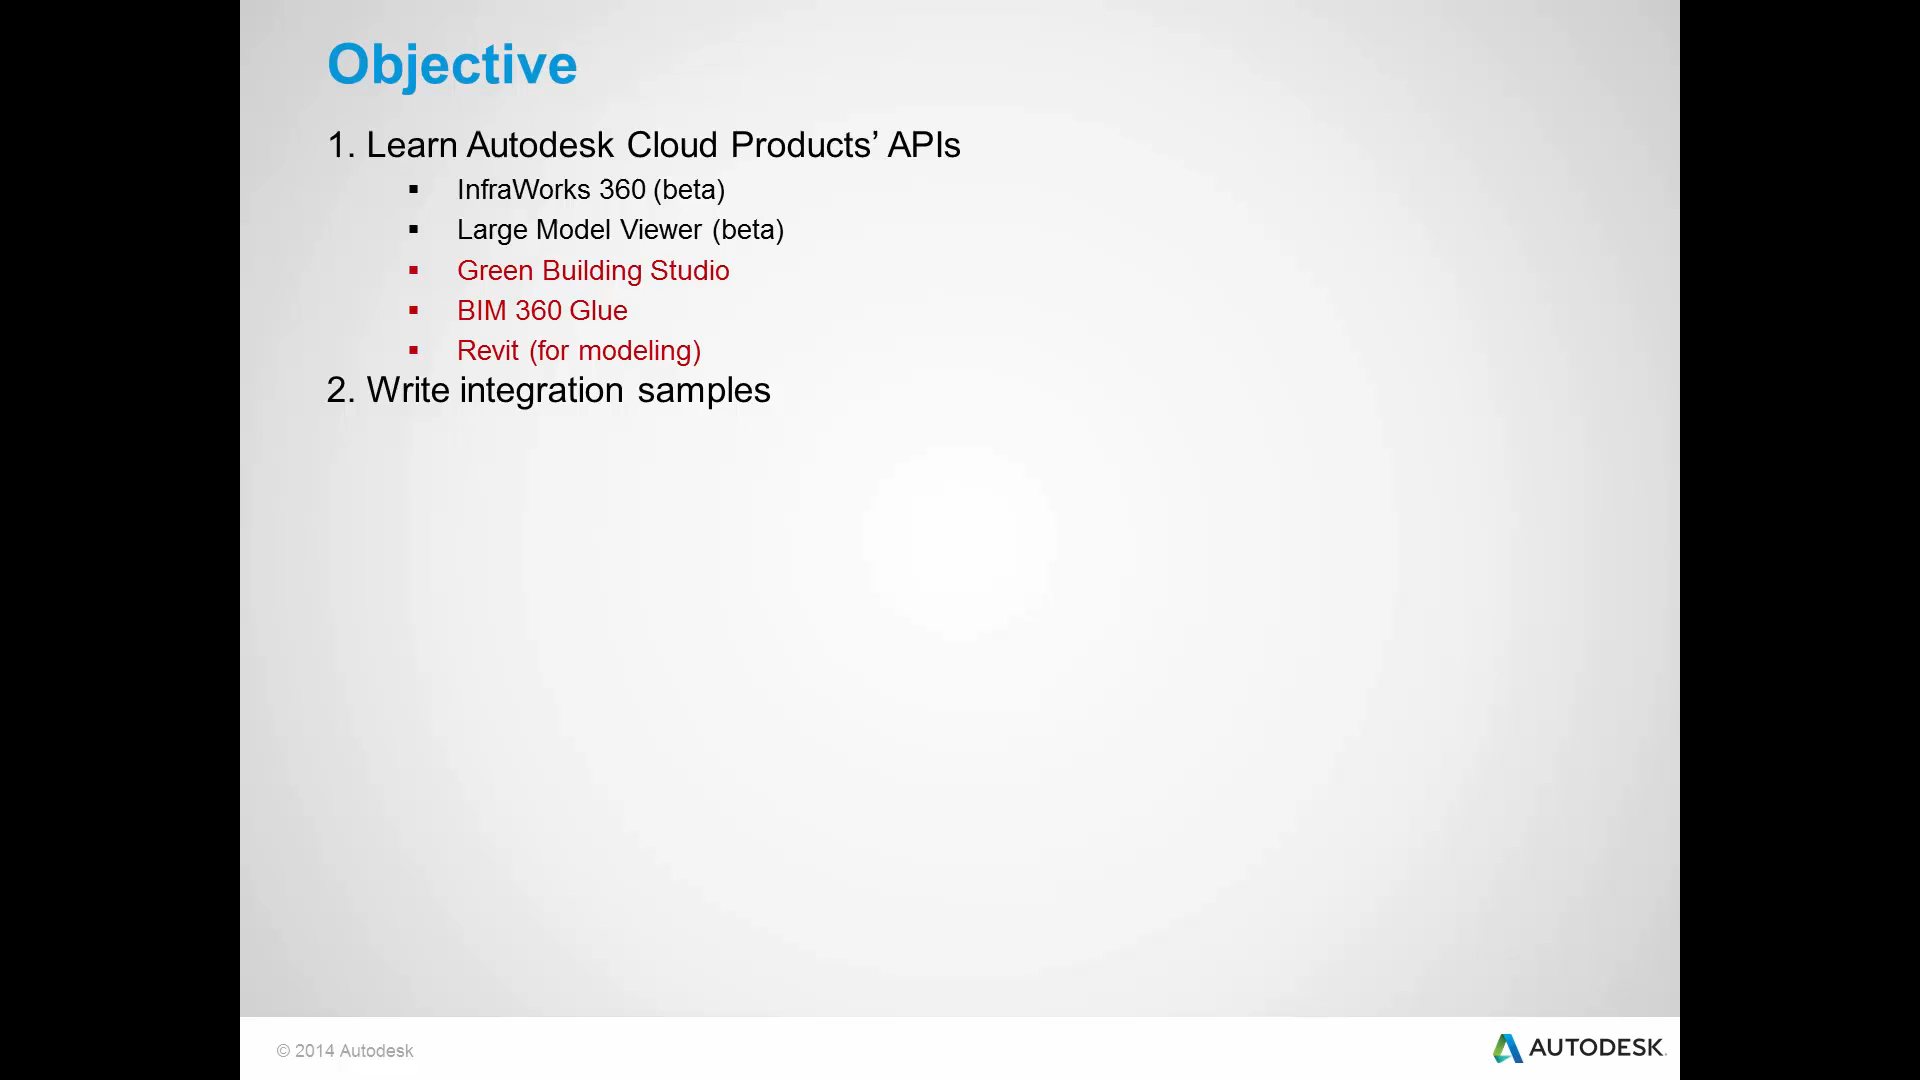 Objective
1. Learn Autodesk Cloud Products’ APIs
▪ InfraWorks 360 (beta)
▪ Large Model Viewer (beta)
▪ Green Building Studio
▪ BIM 360 Glue
▪ Revit (for modeling)
2. Write integration samples
© 2014 Autodesk
AUTODESK.